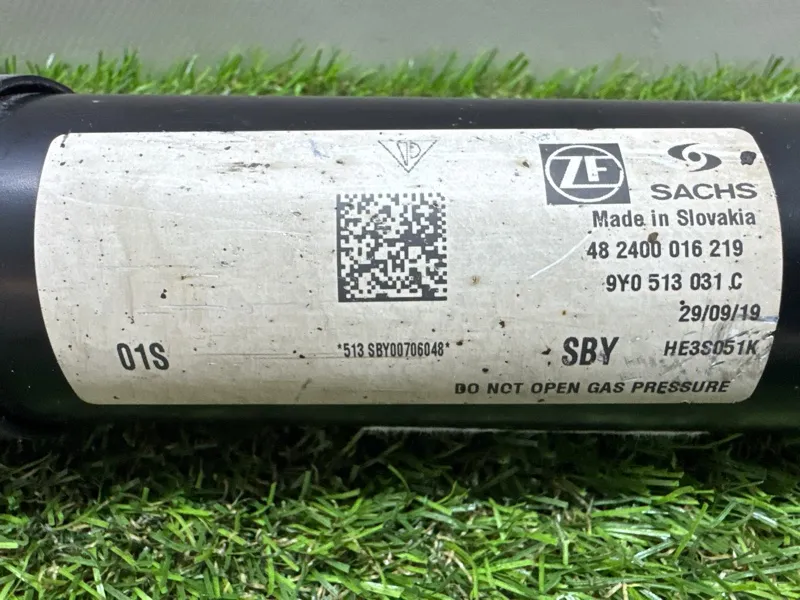 ZF
SACHS
Made in Slovakia
48 2400 016 219
9Y0 513 031 C
29/09/19
01S
*513 SBY00706048*
SBY
HE3S051K
DO NOT OPEN GAS PRESSURE